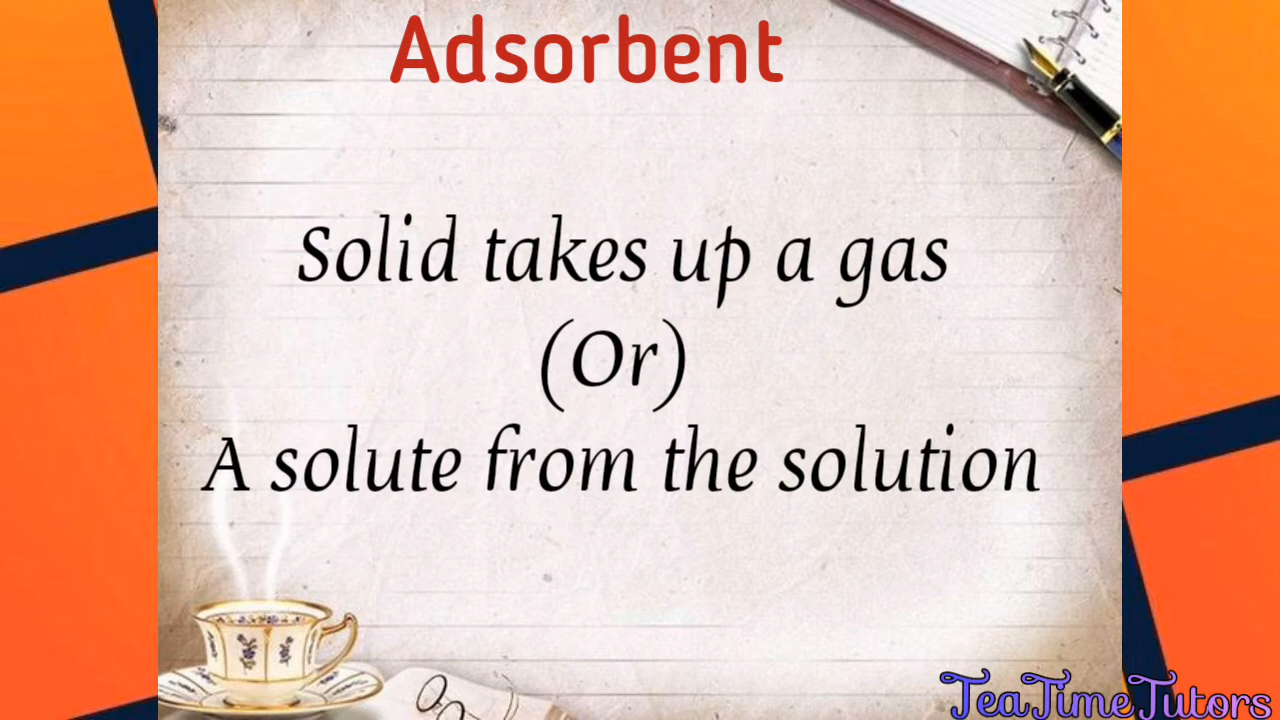 Adsorbent
Solid takes up a gas
(Or)
A solute from the solution
TeaTimeTutors